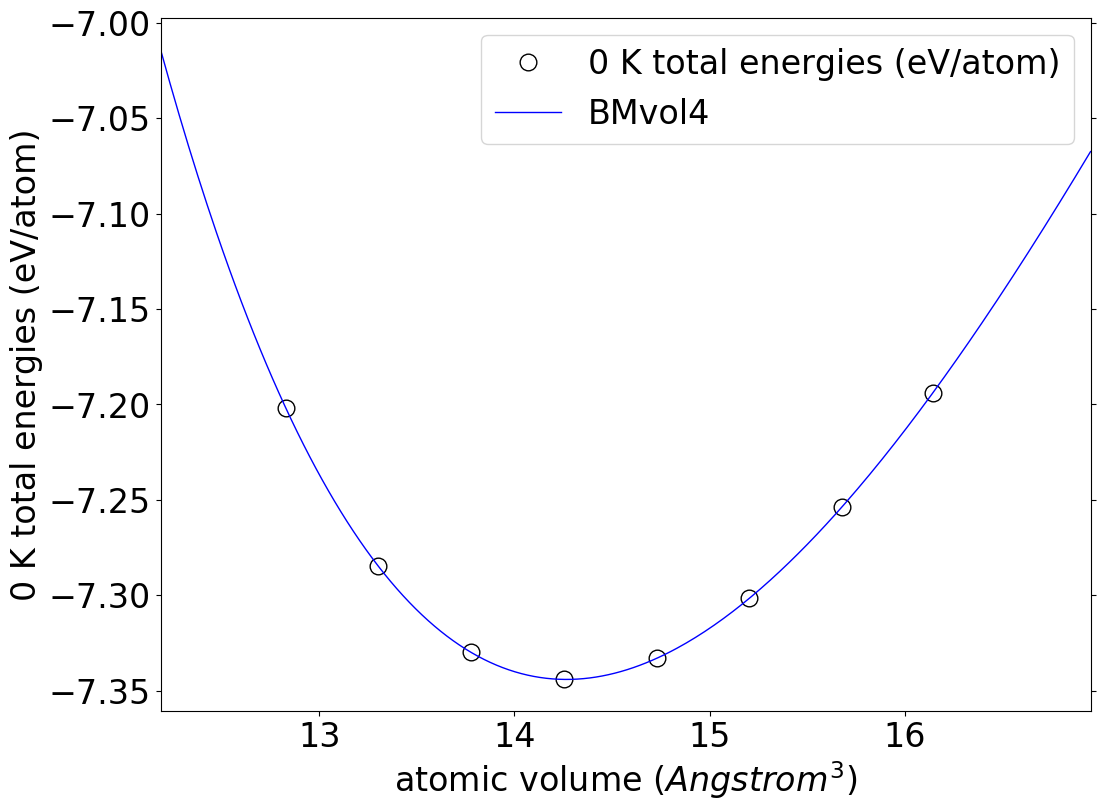 −7.00
−7.05
−7.10
−7.15
−7.20
−7.25
−7.30
−7.35
0 K total energies (eV/atom)
0 K total energies (eV/atom)
BMvol4
13 14 15 16
atomic volume (Angstrom³)